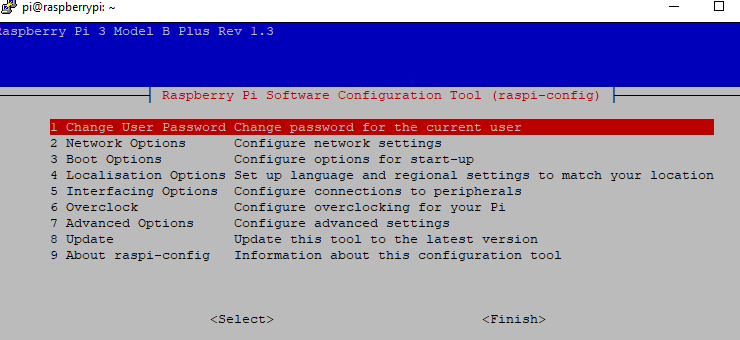 pi@raspberrypi: ~
Raspberry Pi 3 Model B Plus Rev 1.3
Raspberry Pi Software Configuration Tool (raspi-config)
1 Change User Password Change password for the current user
2 Network Options Configure network settings
3 Boot Options Configure options for start-up
4 Localisation Options Set up language and regional settings to match your location
5 Interfacing Options Configure connections to peripherals
6 Overclock Configure overclocking for your Pi
7 Advanced Options Configure advanced settings
8 Update Update this tool to the latest version
9 About raspi-config Information about this configuration tool
<Select> <Finish>